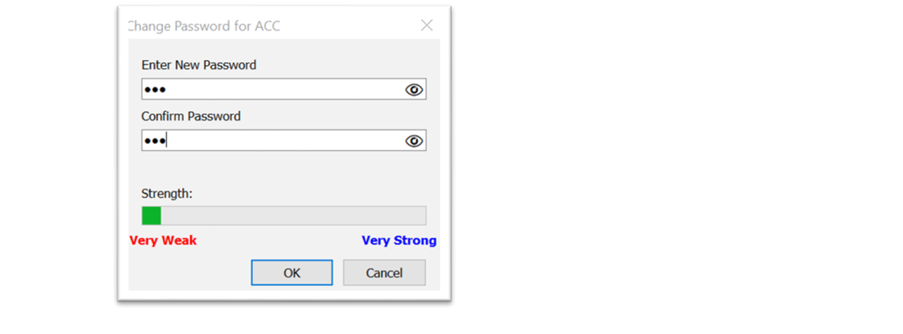 Change Password for ACC
Enter New Password
•••
Confirm Password
•••
Strength:
Very Weak Very Strong
OK Cancel